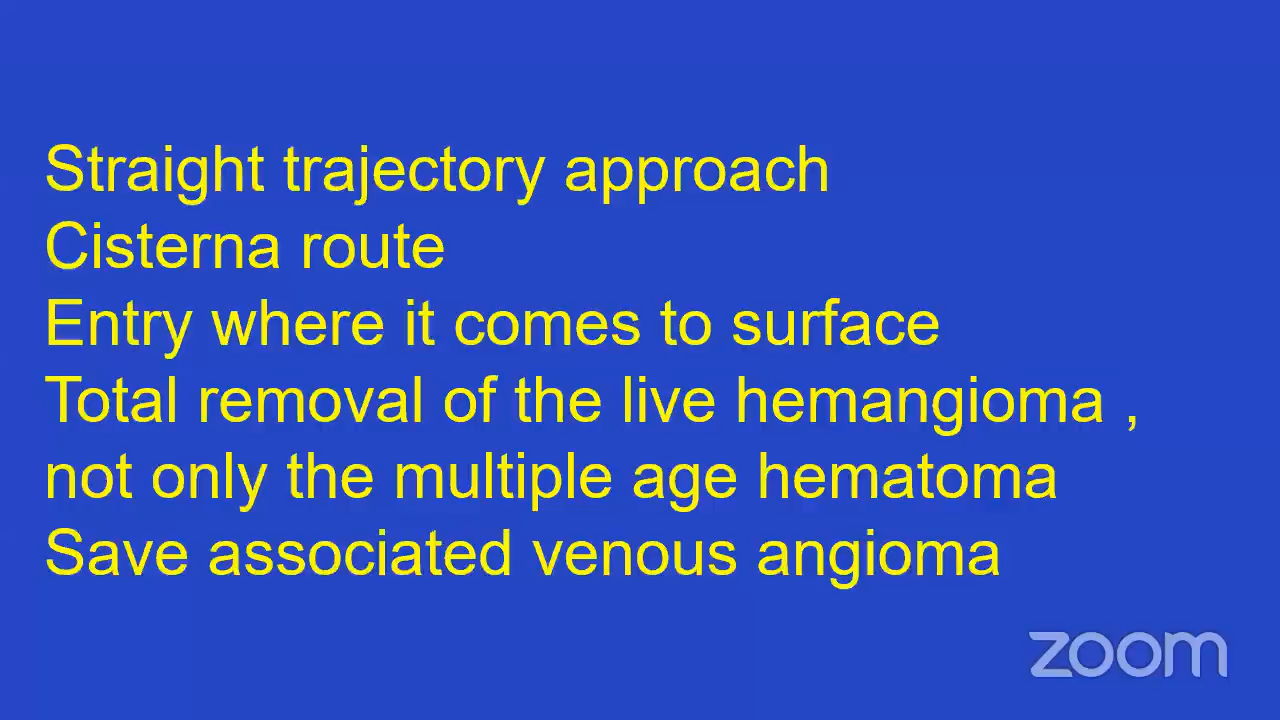 Straight trajectory approach
Cisterna route
Entry where it comes to surface
Total removal of the live hemangioma ,
not only the multiple age hematoma
Save associated venous angioma
zoom